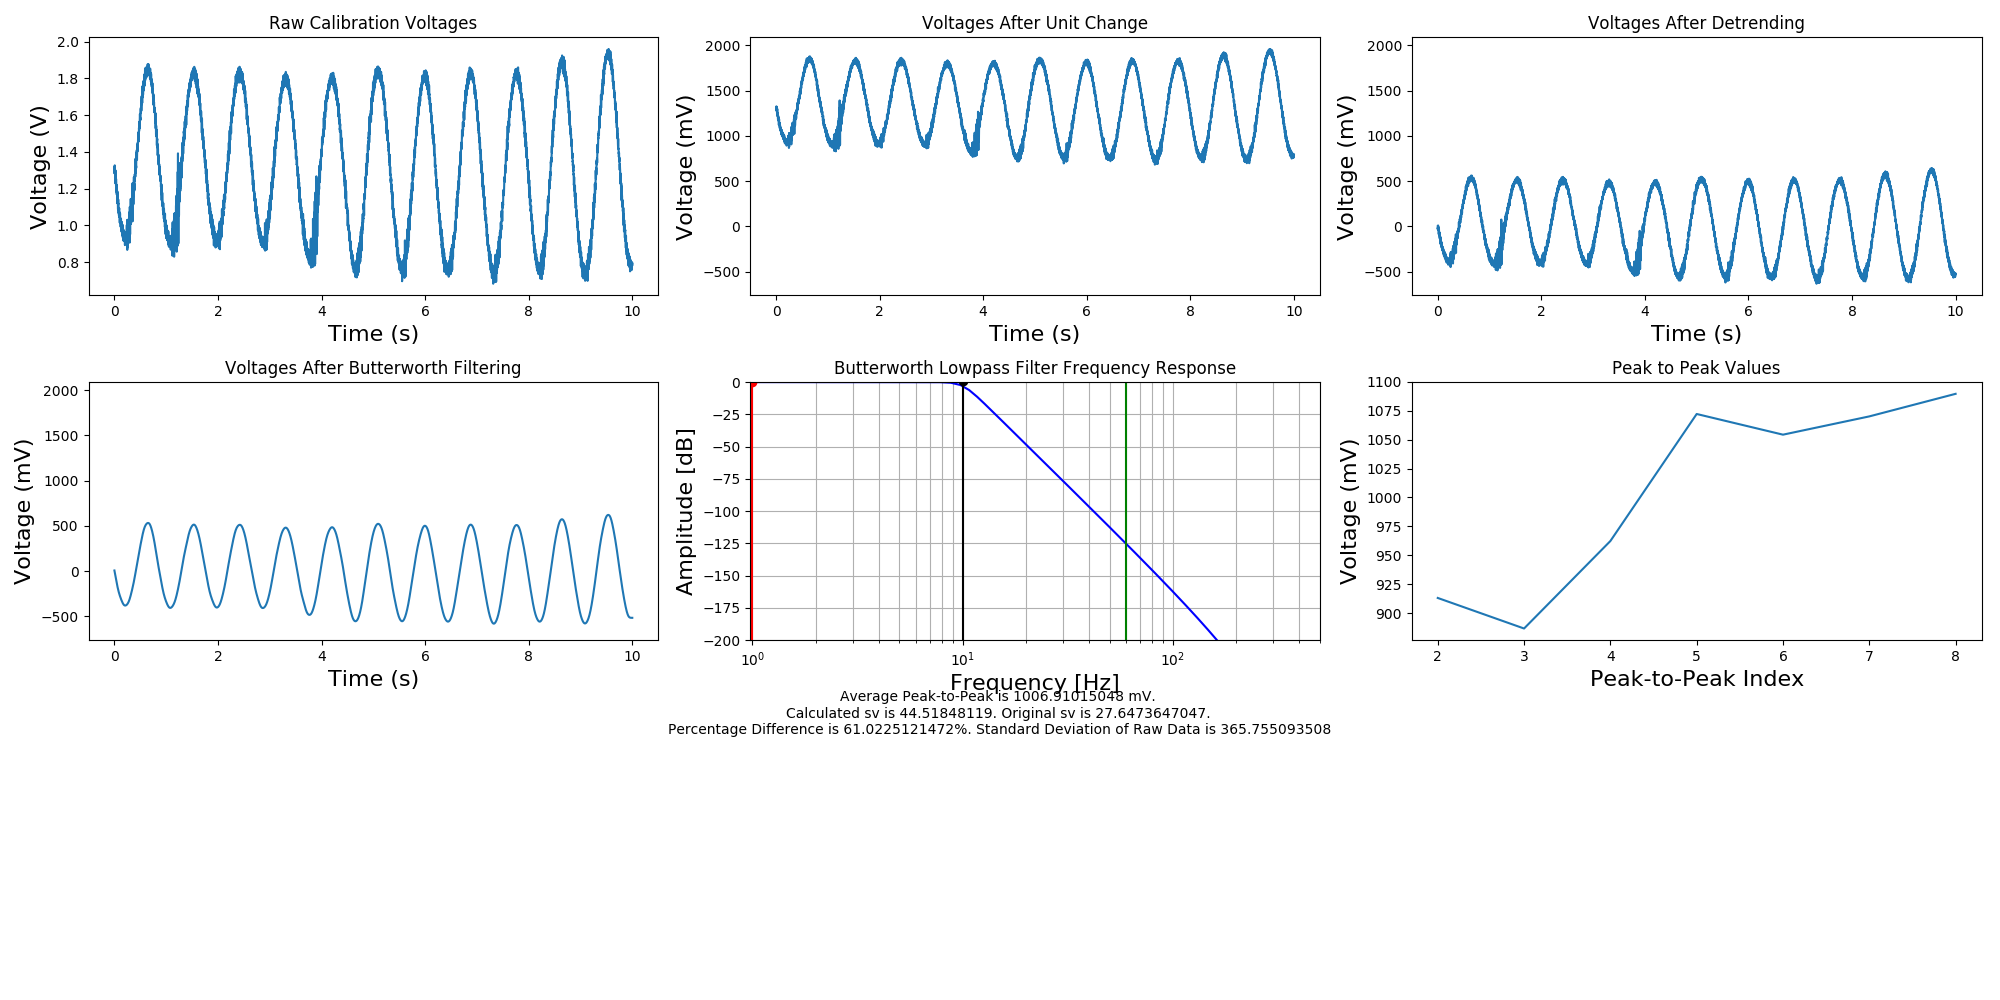 Raw Calibration Voltages
2.0
1.8
1.6
1.4
1.2
1.0
0.8
Voltage (V)
0 2 4 6 8 10
Time (s)
Voltages After Unit Change
2000
1500
1000
500
0
−500
Voltage (mV)
0 2 4 6 8 10
Time (s)
Voltages After Detrending
2000
1500
1000
500
0
−500
Voltage (mV)
0 2 4 6 8 10
Time (s)
Voltages After Butterworth Filtering
2000
1500
1000
500
0
−500
Voltage (mV)
0 2 4 6 8 10
Time (s)
Butterworth Lowpass Filter Frequency Response
0
−25
−50
−75
−100
−125
−150
−175
−200
Amplitude [dB]
10⁰ 10¹ 10²
Frequency [Hz]
Peak to Peak Values
1100
1075
1050
1025
1000
975
950
925
900
Voltage (mV)
2 3 4 5 6 7 8
Peak-to-Peak Index
Average Peak-to-Peak is 1006.91015048 mV.
Calculated sv is 44.51848119. Original sv is 27.6473647047.
Percentage Difference is 61.0225121472%. Standard Deviation of Raw Data is 365.755093508